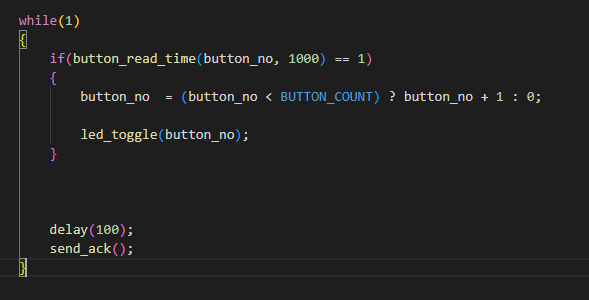 while(1)
{
    if(button_read_time(button_no, 1000) == 1)
    {
        button_no  = (button_no < BUTTON_COUNT) ? button_no + 1 : 0;
        led_toggle(button_no);
    }
    delay(100);
    send_ack();
}